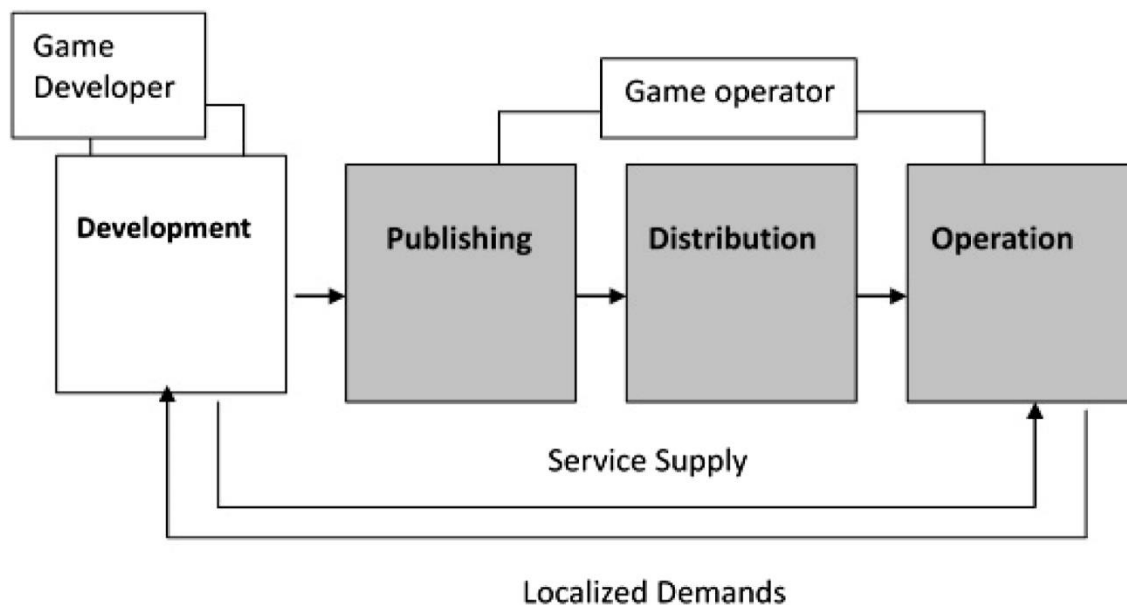 Game
Developer
Game operator
Development
Publishing
Distribution
Operation
Service Supply
Localized Demands